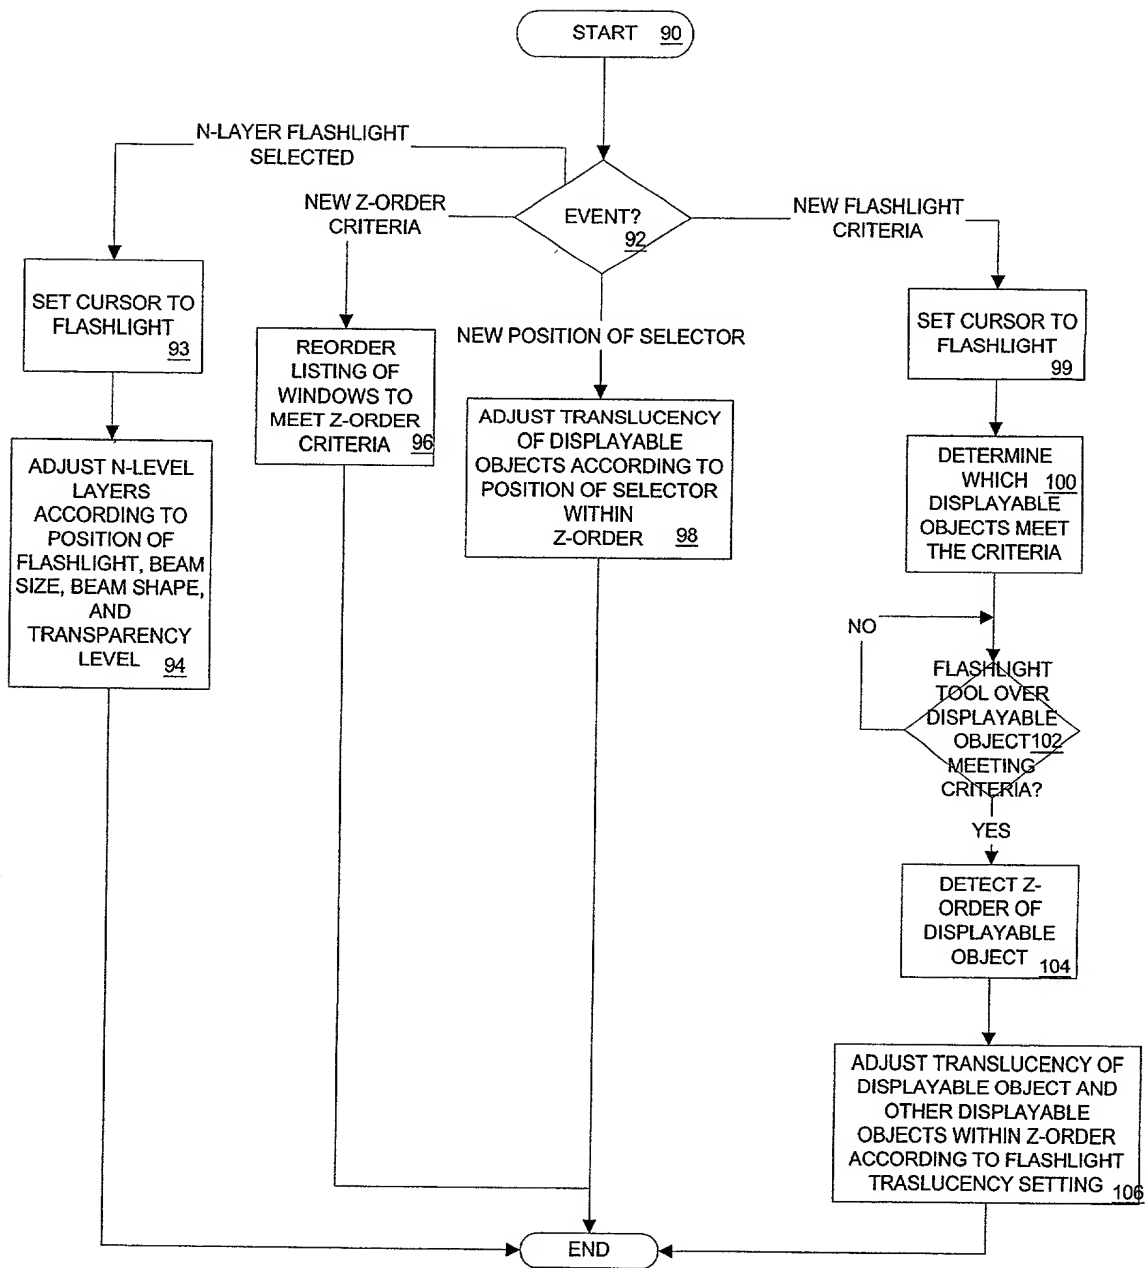 START 90
N-LAYER FLASHLIGHT
SELECTED
NEW Z-ORDER
CRITERIA
EVENT?
92
NEW FLASHLIGHT
CRITERIA
SET CURSOR TO
FLASHLIGHT
93
REORDER
LISTING OF
WINDOWS TO
MEET Z-ORDER
CRITERIA 96
NEW POSITION OF SELECTOR
SET CURSOR TO
FLASHLIGHT
99
ADJUST N-LEVEL
LAYERS
ACCORDING TO
POSITION OF
FLASHLIGHT, BEAM
SIZE, BEAM SHAPE,
AND
TRANSPARENCY
LEVEL 94
ADJUST TRANSLUCENCY
OF DISPLAYABLE
OBJECTS ACCORDING TO
POSITION OF SELECTOR
WITHIN
Z-ORDER 98
DETERMINE
WHICH 100
DISPLAYABLE
OBJECTS MEET
THE CRITERIA
NO
FLASHLIGHT
TOOL OVER
DISPLAYABLE
OBJECT 102
MEETING
CRITERIA?
YES
DETECT Z-
ORDER OF
DISPLAYABLE
OBJECT 104
ADJUST TRANSLUCENCY OF
DISPLAYABLE OBJECT AND
OTHER DISPLAYABLE
OBJECTS WITHIN Z-ORDER
ACCORDING TO FLASHLIGHT
TRASLUCENCY SETTING 106
END